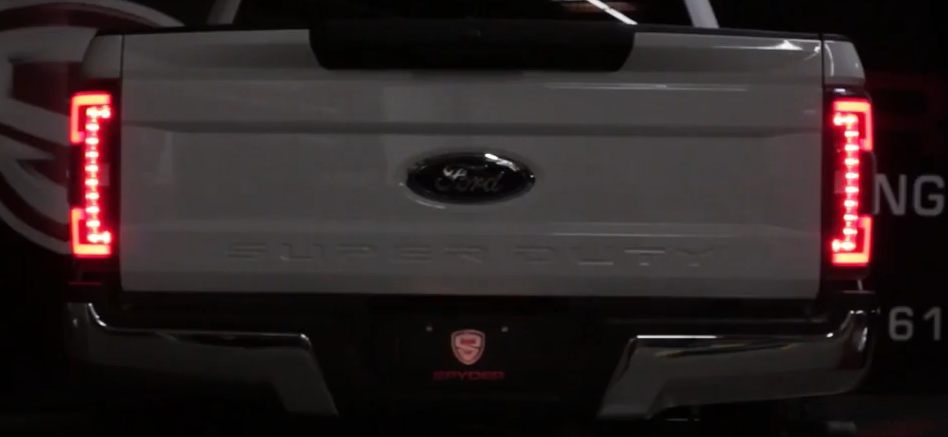 Ford
NG
SUPER DUTY
61
SPYDER